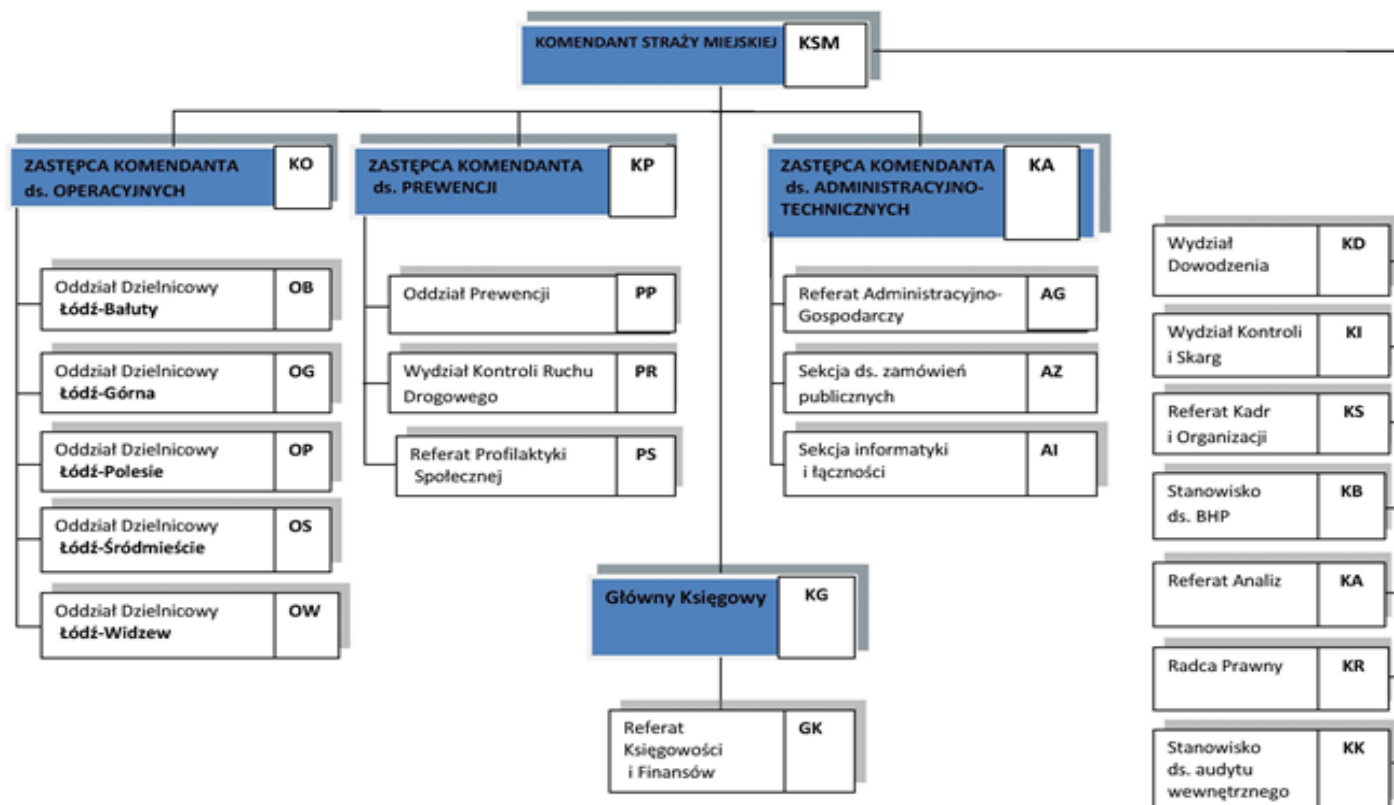 KOMENDANT STRAŻY MIEJSKIEJ KSM
ZASTĘPCA KOMENDANTA KO
ds. OPERACYJNYCH
Oddział Dzielnicowy OB
Łódź-Bałuty
Oddział Dzielnicowy OG
Łódź-Górna
Oddział Dzielnicowy OP
Łódź-Polesie
Oddział Dzielnicowy OS
Łódź-Śródmieście
Oddział Dzielnicowy OW
Łódź-Widzew
ZASTĘPCA KOMENDANTA KP
ds. PREWENCJI
Oddział Prewencji PP
Wydział Kontroli Ruchu PR
Drogowego
Referat Profilaktyki PS
Społecznej
ZASTĘPCA KOMENDANTA KA
ds. ADMINISTRACYJNO-
TECHNICZNYCH
Referat Administracyjno- AG
Gospodarczy
Sekcja ds. zamówień AZ
publicznych
Sekcja informatyki AI
i łączności
Główny Księgowy KG
Referat GK
Księgowości
i Finansów
Wydział KD
Dowodzenia
Wydział Kontroli KI
i Skarg
Referat Kadr KS
i Organizacji
Stanowisko KB
ds. BHP
Referat Analiz KA
Radca Prawny KR
Stanowisko KK
ds. audytu
wewnętrznego